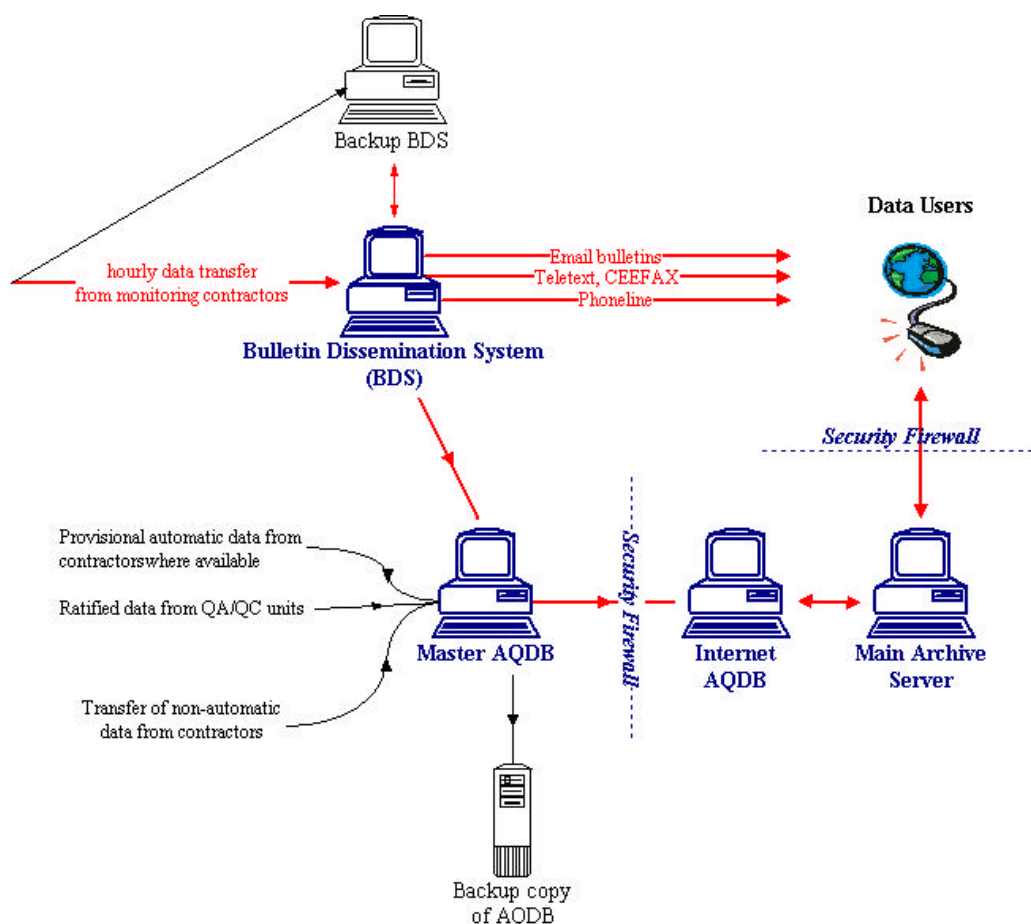 Backup BDS
Data Users
hourly data transfer
from monitoring contractors
Email bulletins
Teletext, CEEFAX
Phoneline
Bulletin Dissemination System
(BDS)
Security Firewall
Provisional automatic data from
contractorswhere available
Ratified data from QA/QC units
Transfer of non-automatic
data from contractors
Master AQDB
Security Firewall
Internet
AQDB
Main Archive
Server
Backup copy
of AQDB